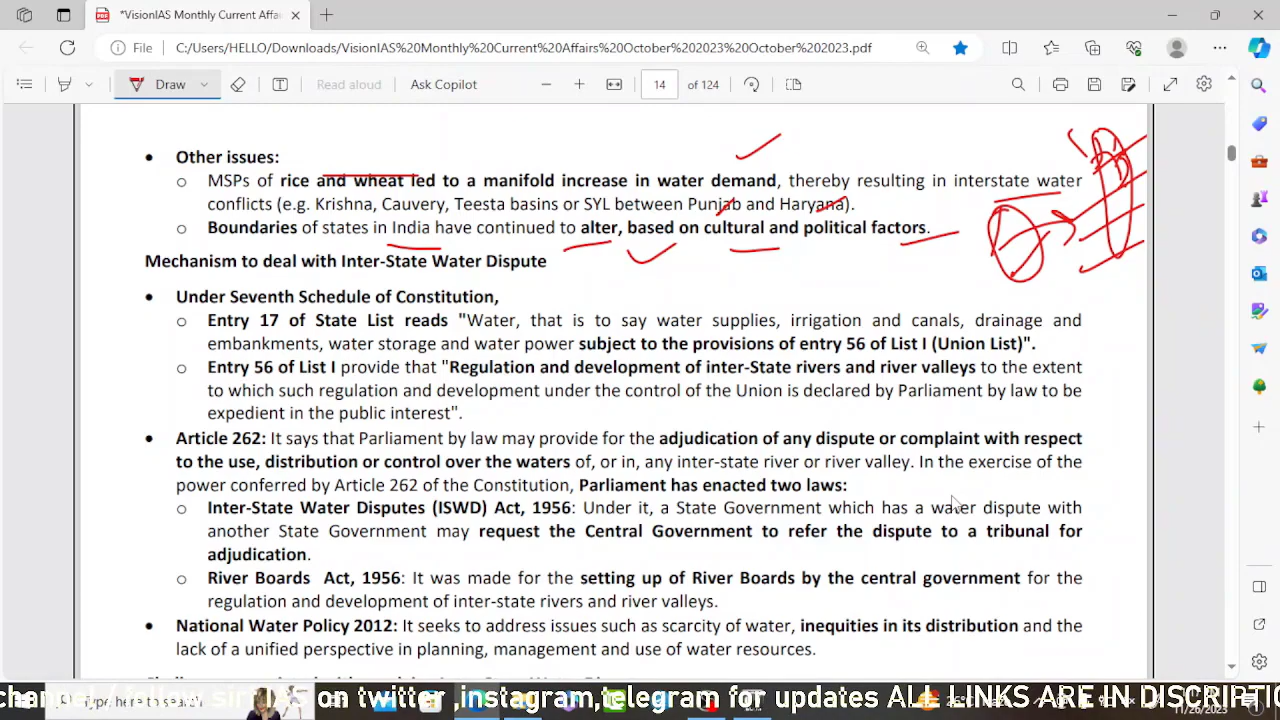 *VisionIAS Monthly Current Affai
File
C:/Users/HELLO/Downloads/VisionIAS%20Monthly%20Current%20Affairs%20October%202023%20October%202023.pdf
Draw
Read aloud
Ask Copilot
14 of 124
• Other issues:
○ MSPs of rice and wheat led to a manifold increase in water demand, thereby resulting in interstate water
conflicts (e.g. Krishna, Cauvery, Teesta basins or SYL between Punjab and Haryana).
○ Boundaries of states in India have continued to alter, based on cultural and political factors.
Mechanism to deal with Inter-State Water Dispute
• Under Seventh Schedule of Constitution,
○ Entry 17 of State List reads "Water, that is to say water supplies, irrigation and canals, drainage and
embankments, water storage and water power subject to the provisions of entry 56 of List I (Union List)".
○ Entry 56 of List I provide that "Regulation and development of inter-State rivers and river valleys to the extent
to which such regulation and development under the control of the Union is declared by Parliament by law to be
expedient in the public interest".
• Article 262: It says that Parliament by law may provide for the adjudication of any dispute or complaint with respect
to the use, distribution or control over the waters of, or in, any inter-state river or river valley. In the exercise of the
power conferred by Article 262 of the Constitution, Parliament has enacted two laws:
○ Inter-State Water Disputes (ISWD) Act, 1956: Under it, a State Government which has a water dispute with
another State Government may request the Central Government to refer the dispute to a tribunal for
adjudication.
○ River Boards Act, 1956: It was made for the setting up of River Boards by the central government for the
regulation and development of inter-state rivers and river valleys.
• National Water Policy 2012: It seeks to address issues such as scarcity of water, inequities in its distribution and the
lack of a unified perspective in planning, management and use of water resources.
on twitter ,instagram,telegram for updates ALL LINKS ARE IN DISCRIPTI
Type here to
11/26/2023